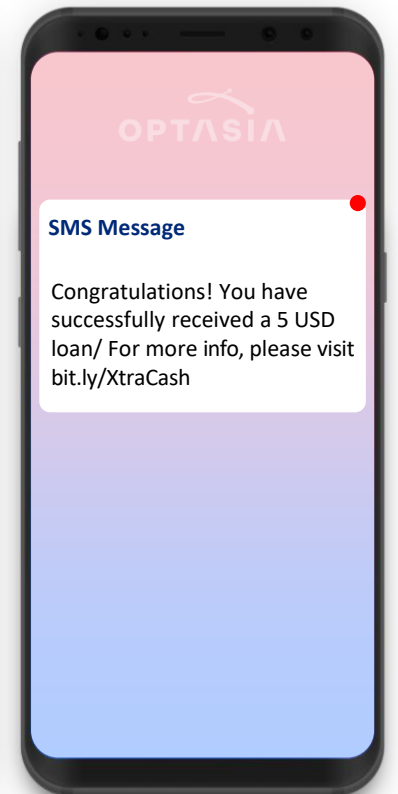 OPTASIA
SMS Message
Congratulations! You have
successfully received a 5 USD
loan/ For more info, please visit
bit.ly/XtraCash